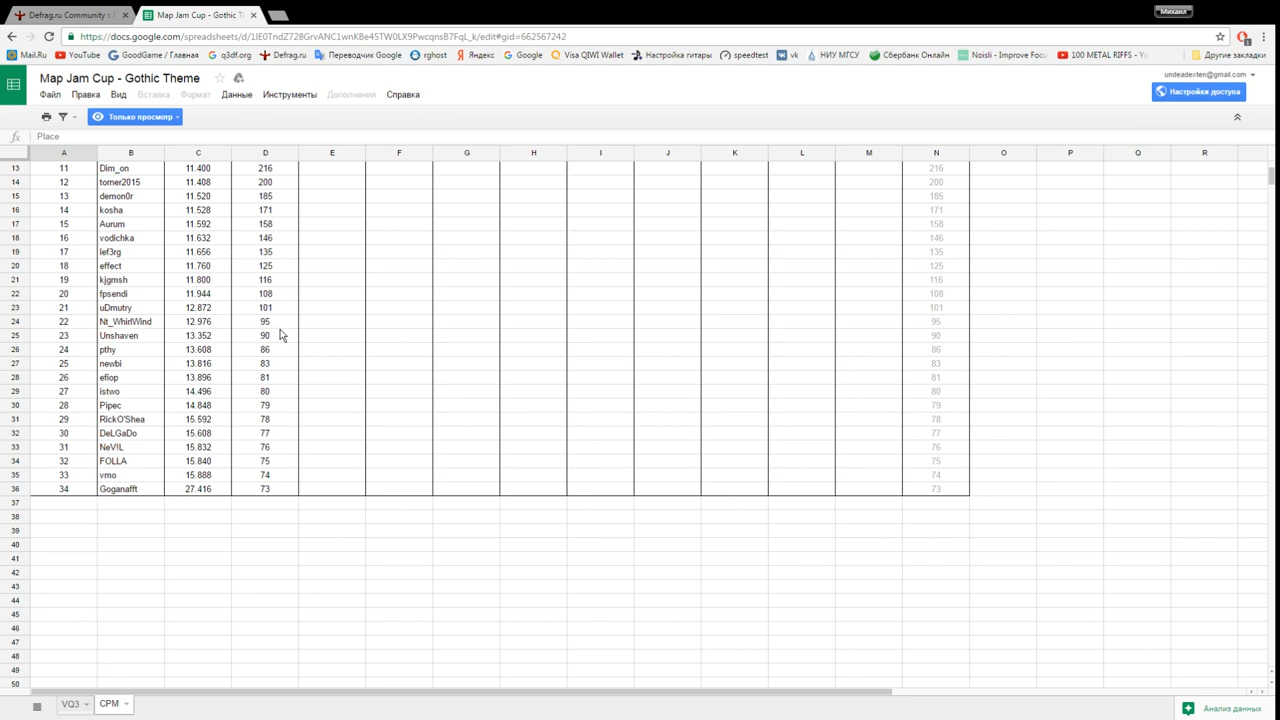 Defrag.ru Community :: ×
Map Jam Cup - Gothic Th ×
Михаил
https://docs.google.com/spreadsheets/d/1IE0TndZ728GrvANC1wnKBe45TW0LX9PwcqnsB7FqL_k/edit#gid=662567242
Mail.Ru YouTube GoodGame / Главная q3df.org Defrag.ru Переводчик Google rghost Яндекс Google Visa QIWI Wallet Настройка гитары speedtest vk НИУ МГСУ Сбербанк Онлайн Noisli - Improve Foc 100 METAL RIFFS - Yo Другие закладки
Map Jam Cup - Gothic Theme
undeadexten@gmail.com
Файл Правка Вид Вставка Формат Данные Инструменты Дополнения Справка
Настройки доступа
Только просмотр
fx Place
A B C D E F G H I J K L M N O P Q R
13 11 Dim_on 11.400 216 216
14 12 tomer2015 11.408 200 200
15 13 demon0r 11.520 185 185
16 14 kosha 11.528 171 171
17 15 Aurum 11.592 158 158
18 16 vodichka 11.632 146 146
19 17 lef3rg 11.656 135 135
20 18 effect 11.760 125 125
21 19 kjgmsh 11.800 116 116
22 20 fpsendi 11.944 108 108
23 21 uDmutry 12.872 101 101
24 22 Nt_WhirlWind 12.976 95 95
25 23 Unshaven 13.352 90 90
26 24 pthy 13.608 86 86
27 25 newbi 13.816 83 83
28 26 efiop 13.896 81 81
29 27 istwo 14.496 80 80
30 28 Pipec 14.848 79 79
31 29 RickO'Shea 15.592 78 78
32 30 DeLGaDo 15.608 77 77
33 31 NeV!L 15.832 76 76
34 32 FOLLA 15.840 75 75
35 33 vmo 15.888 74 74
36 34 Goganafft 27.416 73 73
37
38
39
40
41
42
43
44
45
46
47
48
49
50
VQ3 CPM
Анализ данных